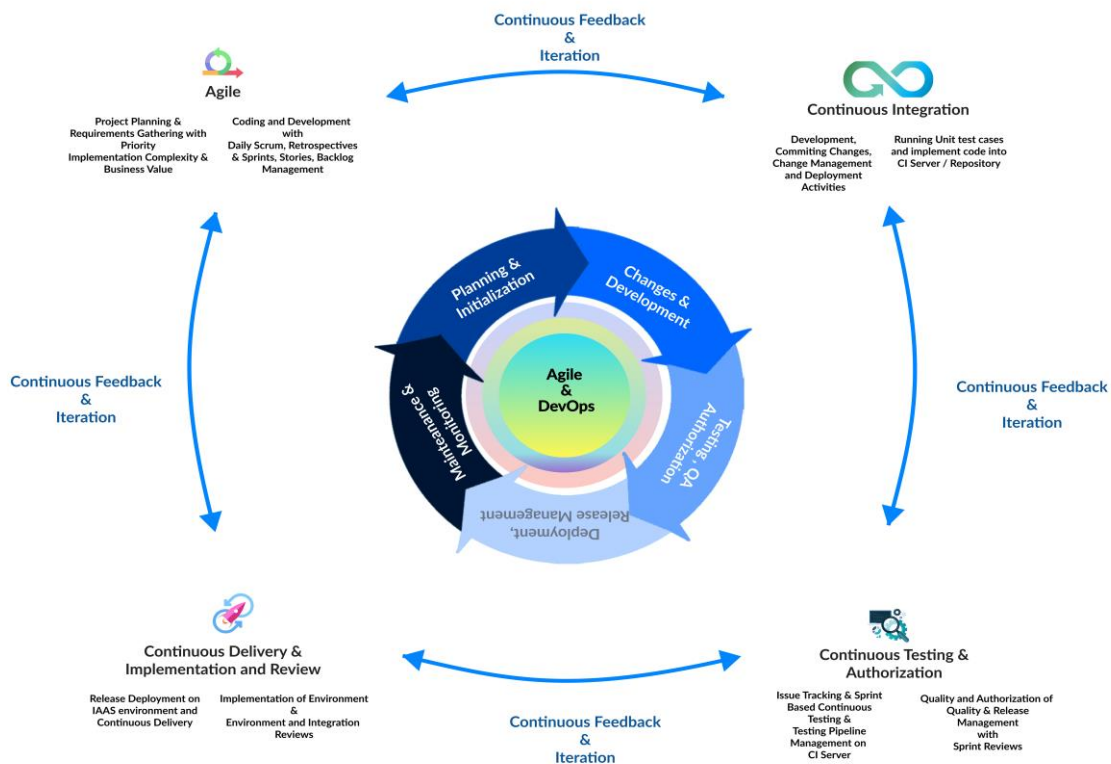 Continuous Feedback
&
Iteration
Agile
Project Planning &
Requirements Gathering with
Priority
Implementation Complexity &
Business Value
Coding and Development
with
Daily Scrum, Retrospectives
& Sprints, Stories, Backlog
Management
Continuous Integration
Development,
Commiting Changes,
Change Management
and Deployment
Activities
Running Unit test cases
and implement code into
CI Server / Repository
Planning &
Initialization
Changes &
Development
Continuous Feedback
&
Iteration
Mainteanance &
Monitoring
Agile
&
DevOps
Testing , QA
Authorization
Continuous Feedback
&
Iteration
Deployment,
Release Management
Continuous Delivery &
Implementation and Review
Release Deployment on
IAAS environment and
Continuous Delivery
Implementation of Environment
&
Environment and Integration
Reviews
Continuous Testing &
Authorization
Issue Tracking & Sprint
Based Continuous
Testing &
Testing Pipeline
Management on
CI Server
Quality and Authorization of
Quality & Release
Management
with
Sprint Reviews
Continuous Feedback
&
Iteration